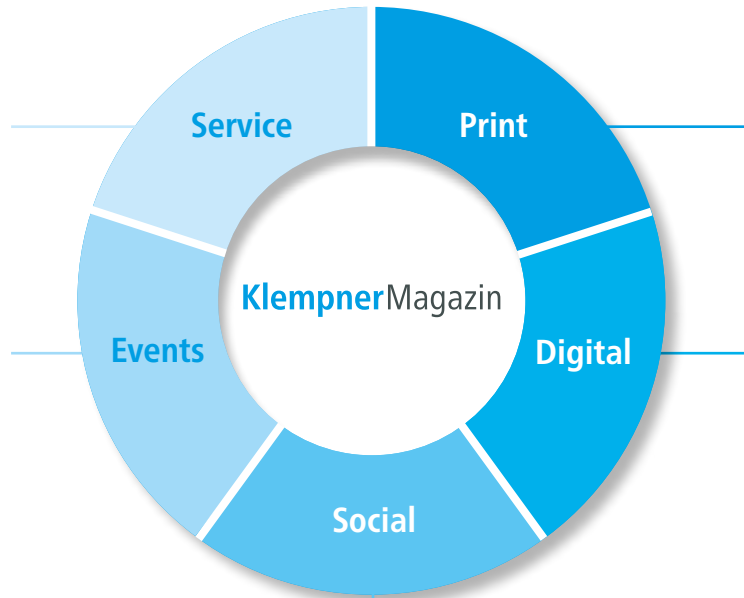 Service
Print
KlempnerMagazin
Events
Digital
Social